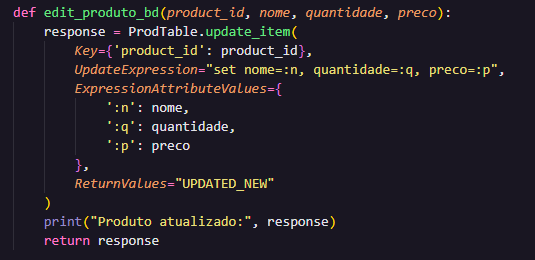 def edit_produto_bd(product_id, nome, quantidade, preco):
    response = ProdTable.update_item(
        Key={'product_id': product_id},
        UpdateExpression="set nome=:n, quantidade=:q, preco=:p",
        ExpressionAttributeValues={
            ':n': nome,
            ':q': quantidade,
            ':p': preco
        },
        ReturnValues="UPDATED_NEW"
    )
    print("Produto atualizado:", response)
    return response